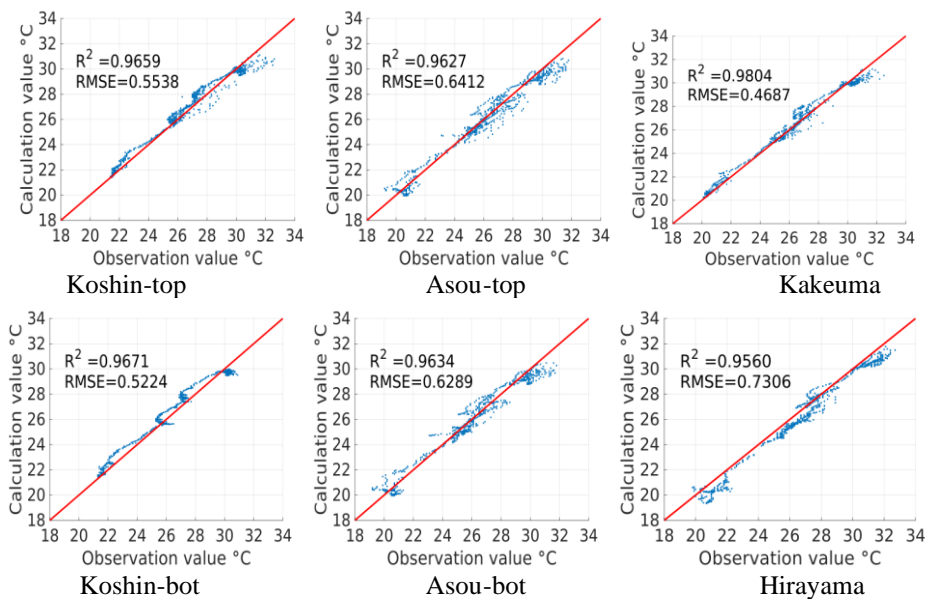 Calculation value °C
34
32
30
28
26
24
22
20
18
R² =0.9659
RMSE=0.5538
18 20 22 24 26 28 30 32 34
Observation value °C
Koshin-top
Calculation value °C
34
32
30
28
26
24
22
20
18
R² =0.9627
RMSE=0.6412
18 20 22 24 26 28 30 32 34
Observation value °C
Asou-top
Calculation value °C
34
32
30
28
26
24
22
20
18
R² =0.9804
RMSE=0.4687
18 20 22 24 26 28 30 32 34
Observation value °C
Kakeuma
Calculation value °C
34
32
30
28
26
24
22
20
18
R² =0.9671
RMSE=0.5224
18 20 22 24 26 28 30 32 34
Observation value °C
Koshin-bot
Calculation value °C
34
32
30
28
26
24
22
20
18
R² =0.9634
RMSE=0.6289
18 20 22 24 26 28 30 32 34
Observation value °C
Asou-bot
Calculation value °C
34
32
30
28
26
24
22
20
18
R² =0.9560
RMSE=0.7306
18 20 22 24 26 28 30 32 34
Observation value °C
Hirayama